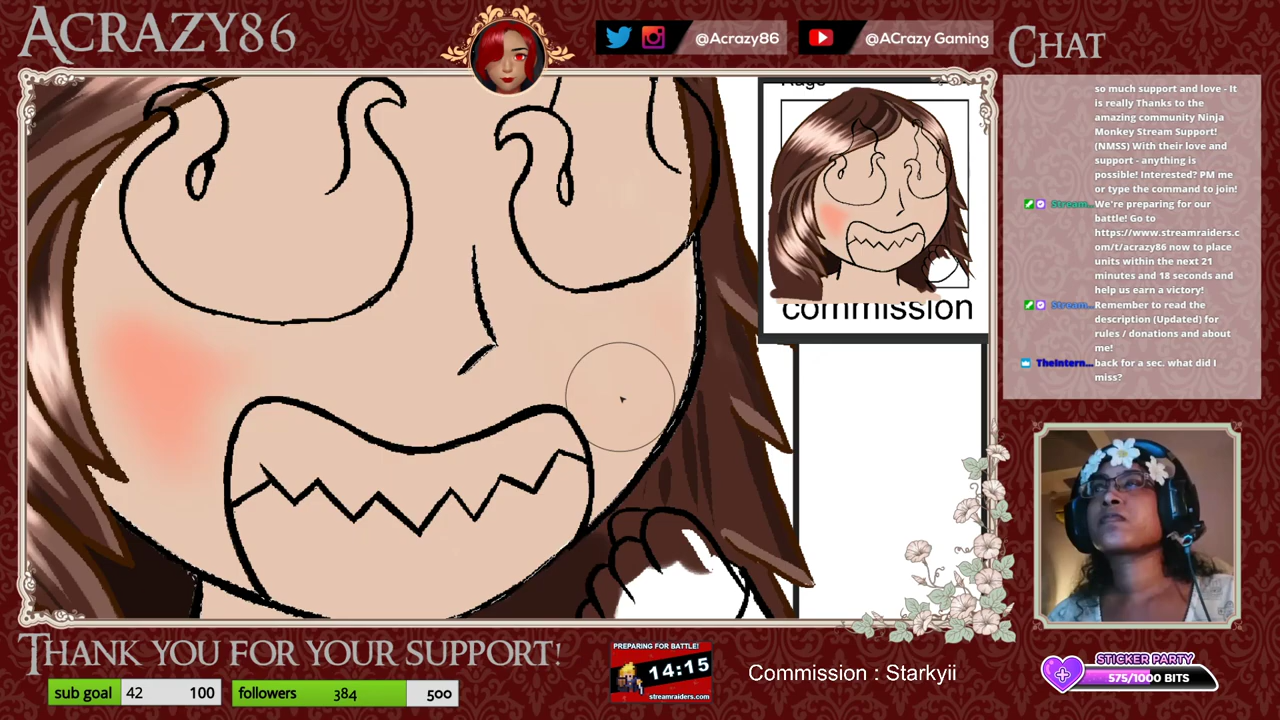 ACRAZY86
@Acrazy86
@ACrazy Gaming
CHAT
commission
so much support and love - It
is really Thanks to the
amazing community Ninja
Monkey Stream Support!
(NMSS) With their love and
support - anything is
possible! Interested? PM me
or type the command to join!
Stream... We're preparing for our
battle! Go to
https://www.streamraiders.c
om/t/acrazy86 now to place
units within the next 21
minutes and 18 seconds and
help us earn a victory!
Stream... Remember to read the
description (Updated) for
rules / donations and about
me!
TheIntern... back for a sec. what did I
miss?
THANK YOU FOR YOUR SUPPORT!
sub goal 42 100
followers 384 500
PREPARING FOR BATTLE!
14:15
streamraiders.com
Commission : Starkyii
STICKER PARTY
575/1000 BITS